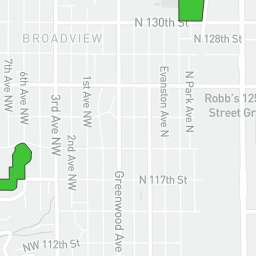 N 130th St
BROADVIEW
N 128th St
7th Ave NW
6th Ave NW
3rd Ave NW
1st Ave NW
2nd Ave NW
Evanston Ave N
N Park Ave N
Robb's 125
Street Gr
Greenwood Ave
N 117th St
NW 112th St